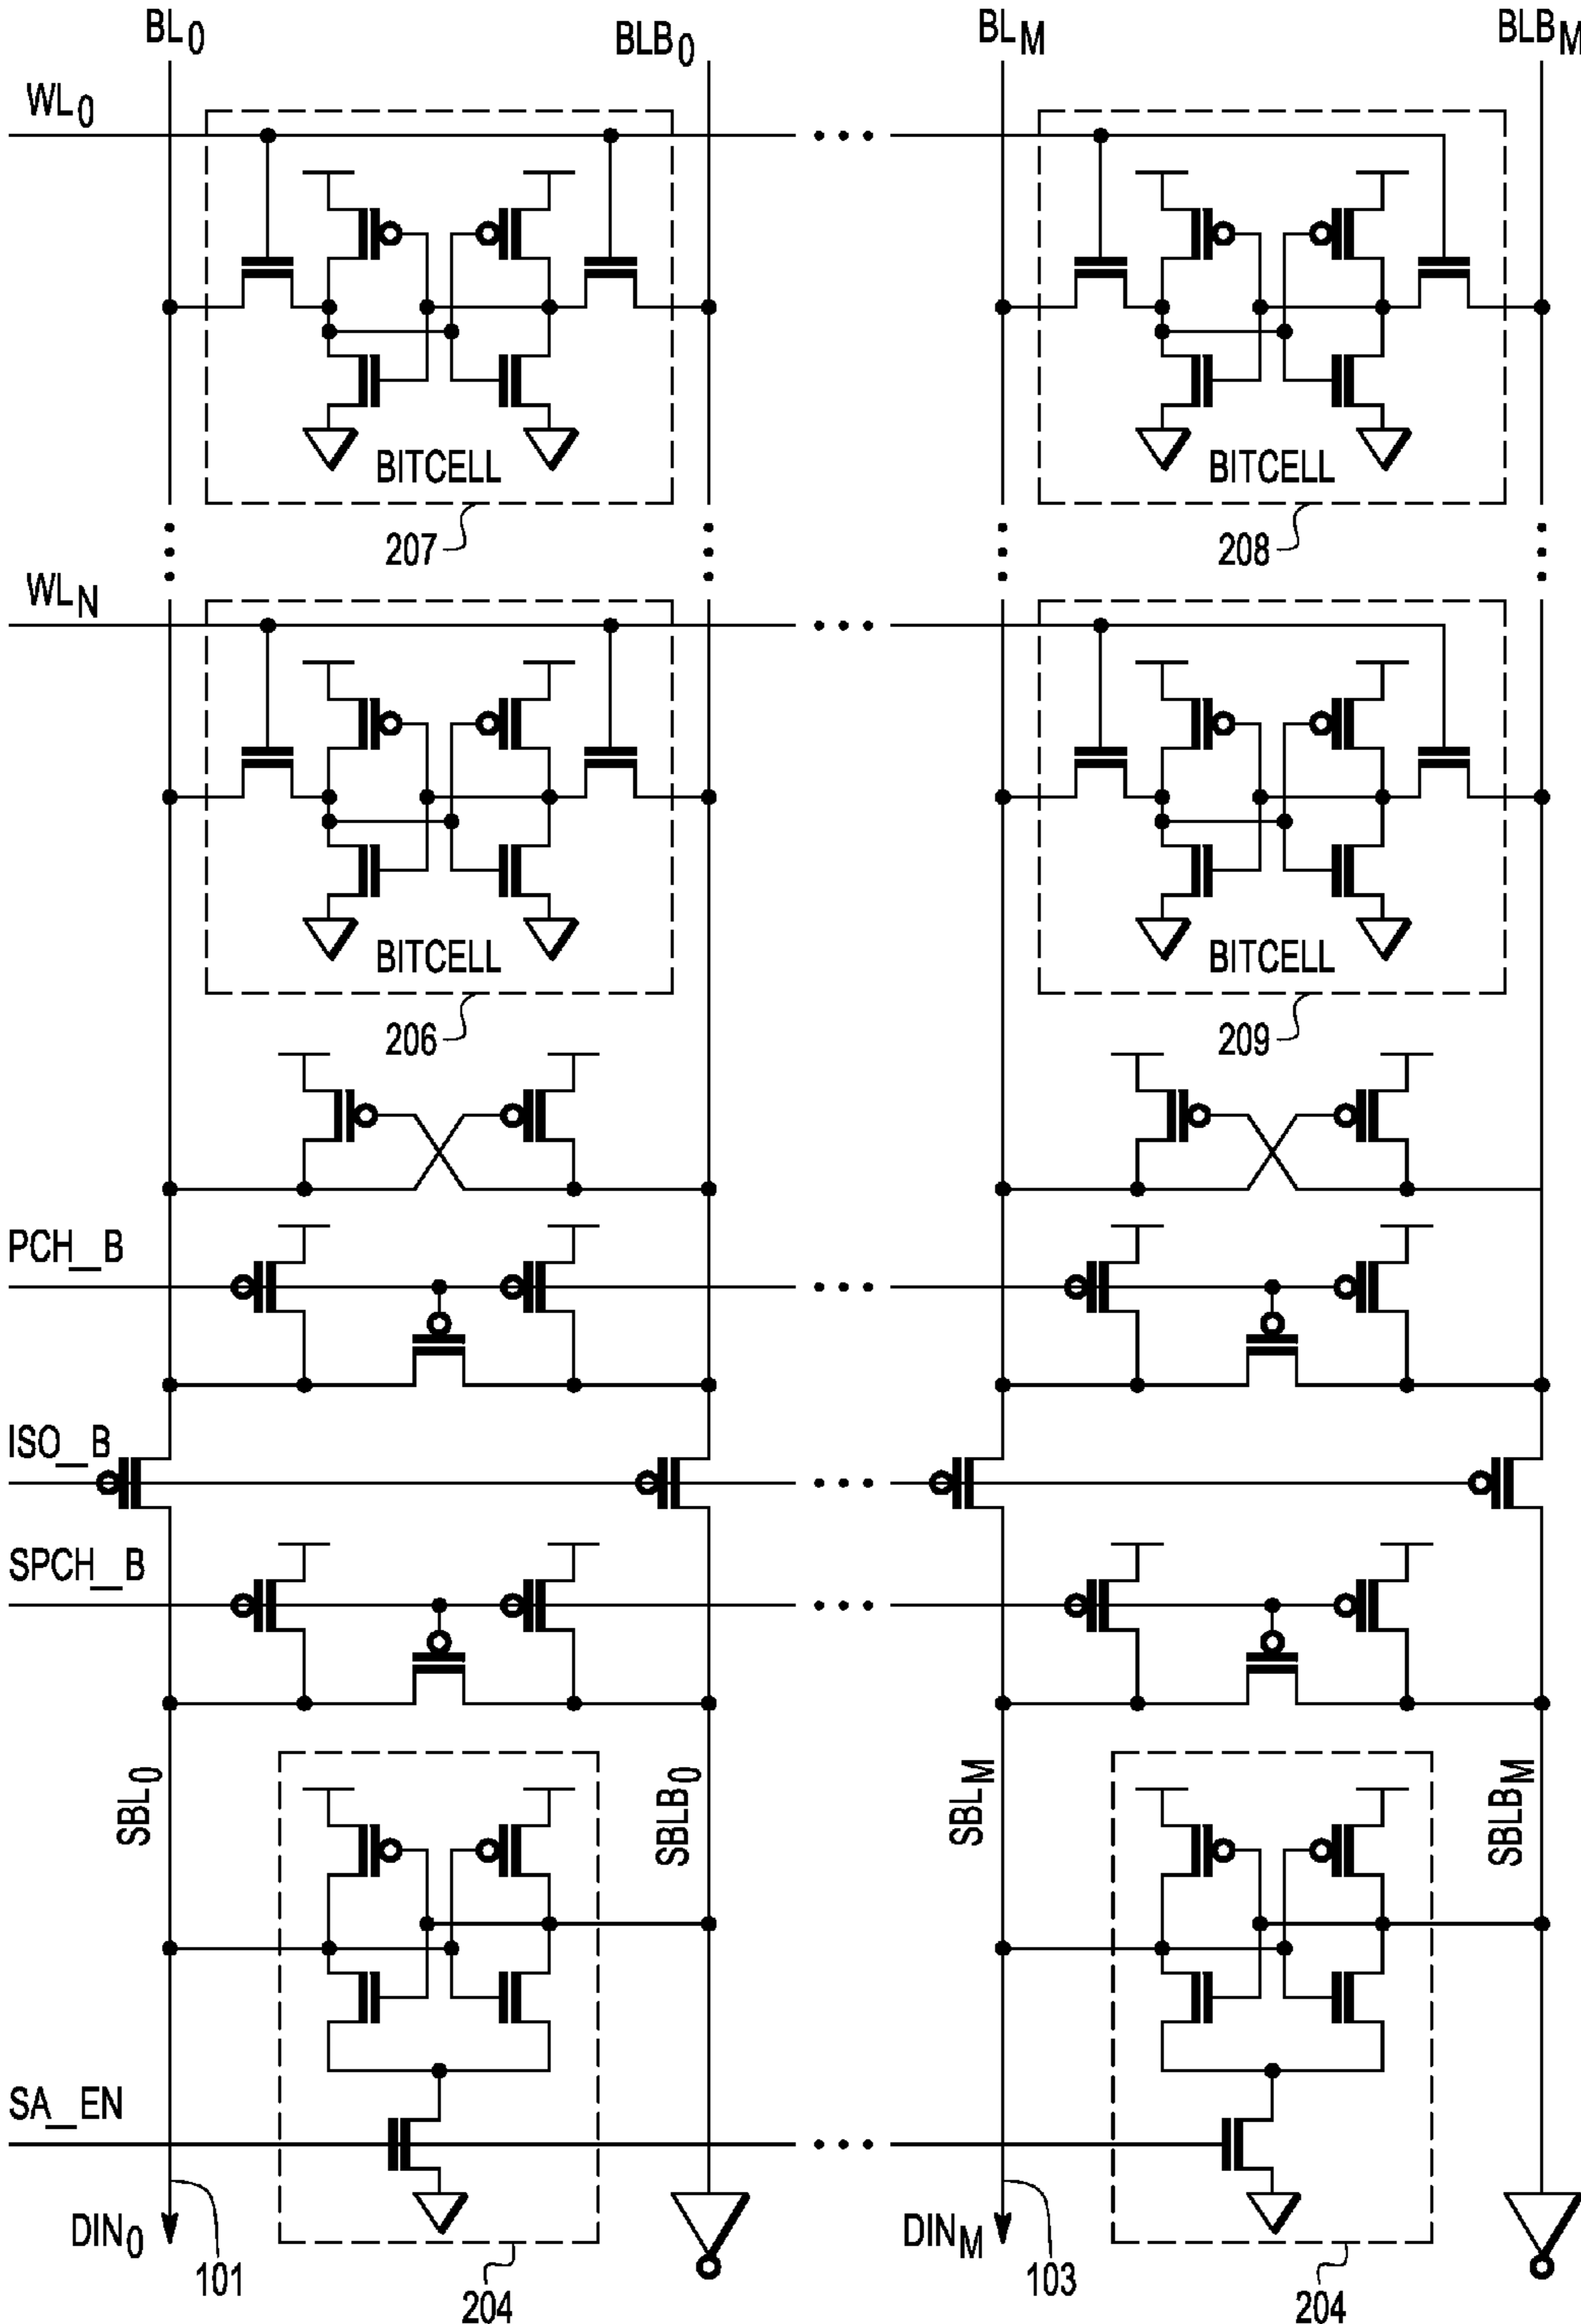 BL0 BLB0 BLM BLBM
WL0
BITCELL BITCELL
207 208
WLN
BITCELL BITCELL
206 209
PCH_B
ISO_B
SPCH_B
SBL0 SBLB0 SBLM SBLBM
SA_EN
DIN0 DINM
101 204 103 204